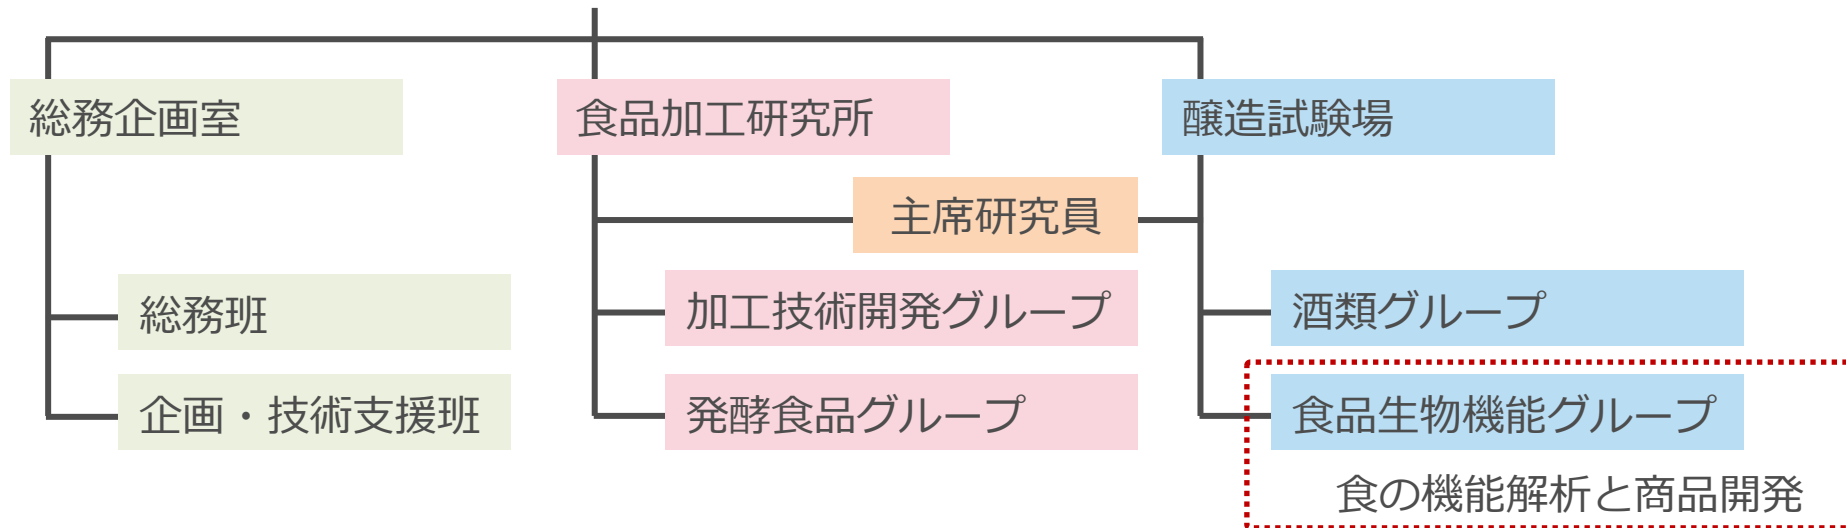 総務企画室
食品加工研究所
醸造試験場
主席研究員
総務班
加工技術開発グループ
酒類グループ
企画・技術支援班
発酵食品グループ
食品生物機能グループ
食の機能解析と商品開発